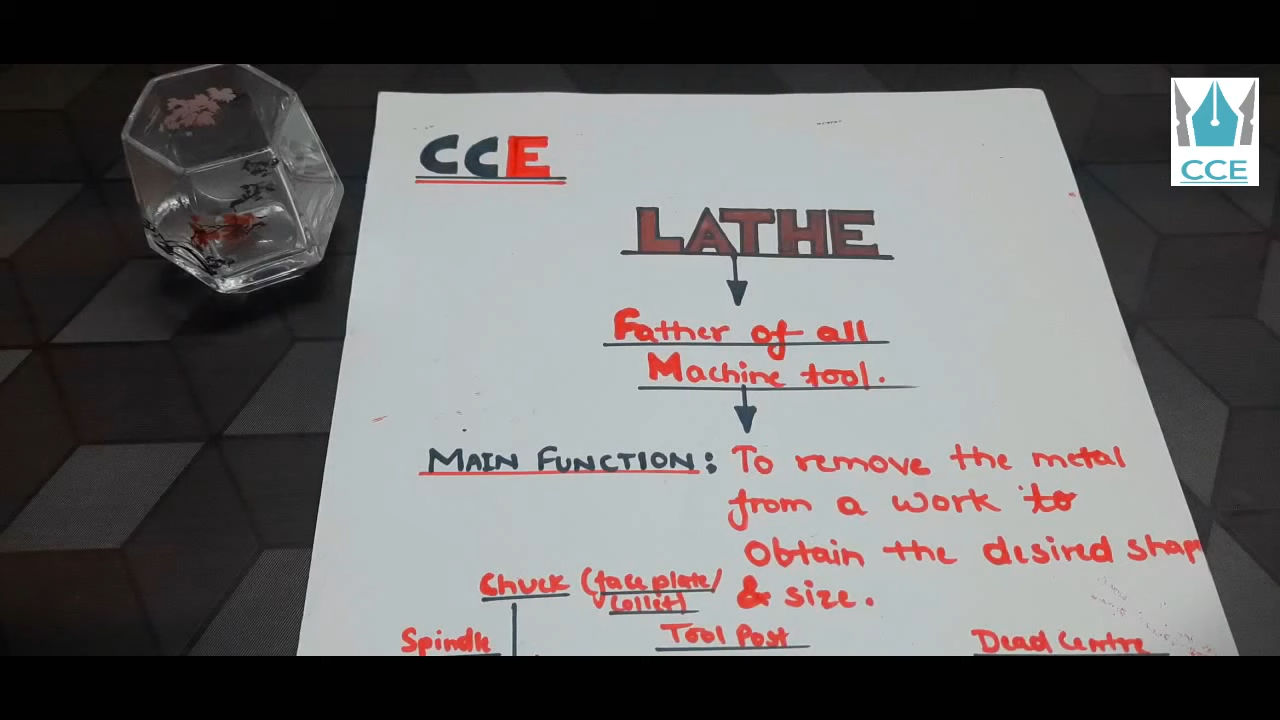 CCE
CCE
LATHE
Father of all
Machine tool.
MAIN FUNCTION: To remove the metal
from a work to
Obtain the desired shap
& size.
Chuck (face plate/
collet)
Spindle
Tool Post
Dead Centre